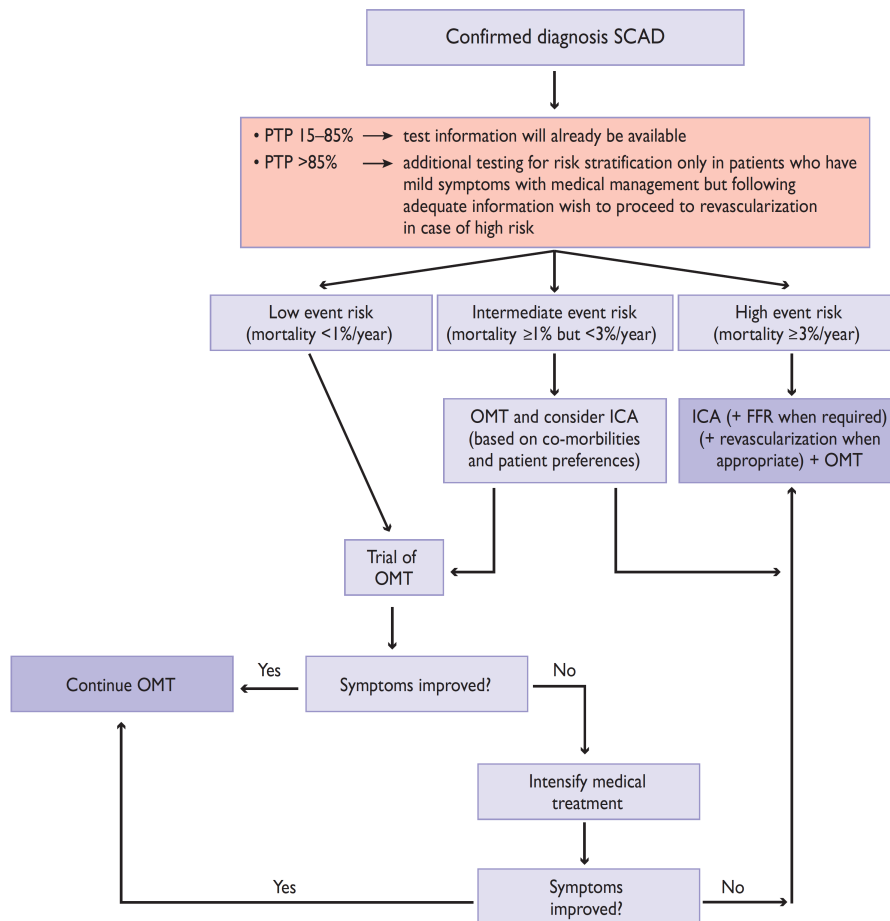 Confirmed diagnosis SCAD
• PTP 15–85% → test information will already be available
• PTP >85% → additional testing for risk stratification only in patients who have
mild symptoms with medical management but following
adequate information wish to proceed to revascularization
in case of high risk
Low event risk
(mortality <1%/year)
Intermediate event risk
(mortality ≥1% but <3%/year)
High event risk
(mortality ≥3%/year)
OMT and consider ICA
(based on co-morbilities
and patient preferences)
ICA (+ FFR when required)
(+ revascularization when
appropriate) + OMT
Trial of
OMT
Continue OMT
Yes
Symptoms improved?
No
Intensify medical
treatment
Yes
Symptoms
improved?
No